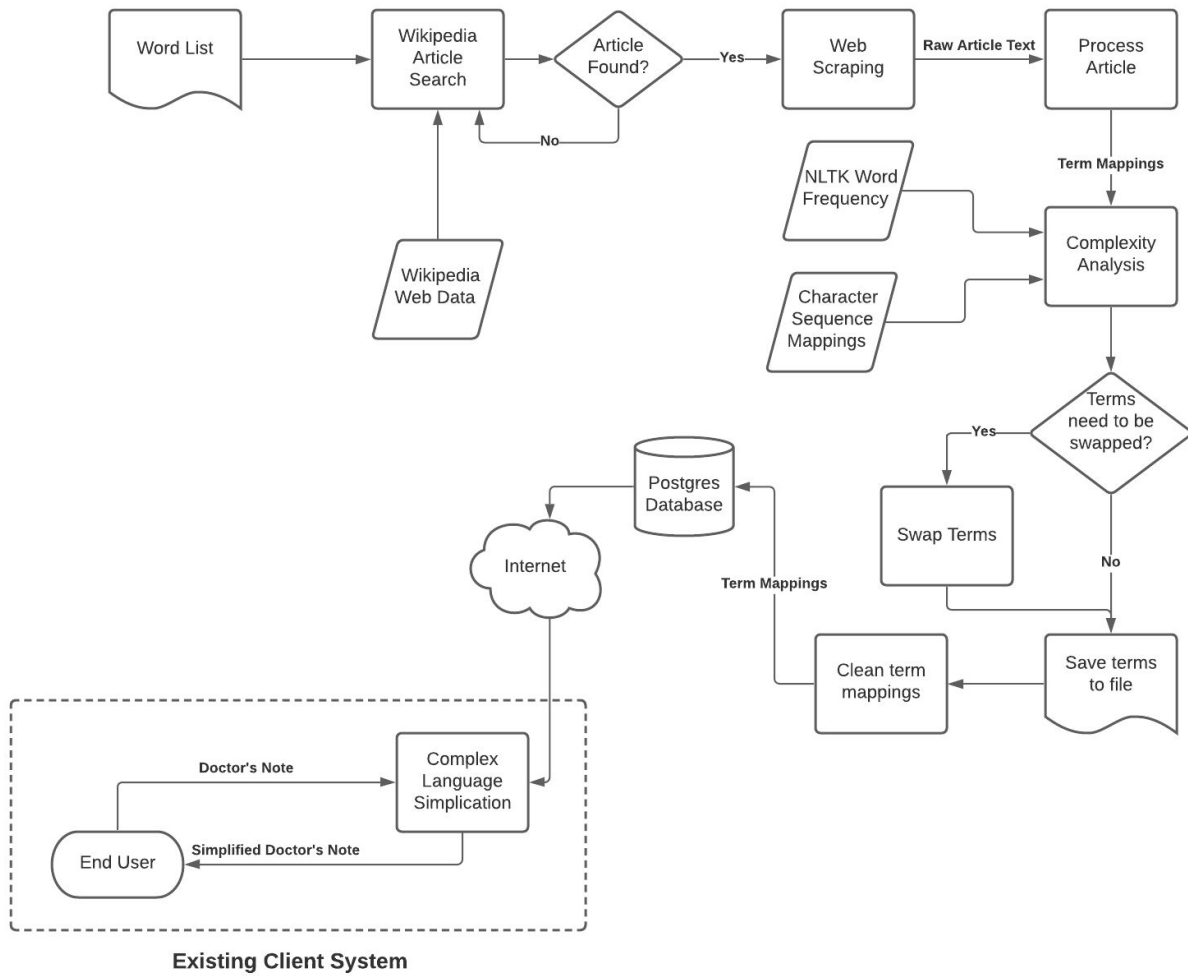 Word List
Wikipedia
Article
Search
Article
Found?
Yes
Web
Scraping
Raw Article Text
Process
Article
No
Term Mappings
NLTK Word
Frequency
Complexity
Analysis
Wikipedia
Web Data
Character
Sequence
Mappings
Terms
need to be
swapped?
Yes
Postgres
Database
Swap Terms
Internet
No
Term Mappings
Clean term
mappings
Save terms
to file
Complex
Language
Simplication
Doctor's Note
Simplified Doctor's Note
End User
Existing Client System